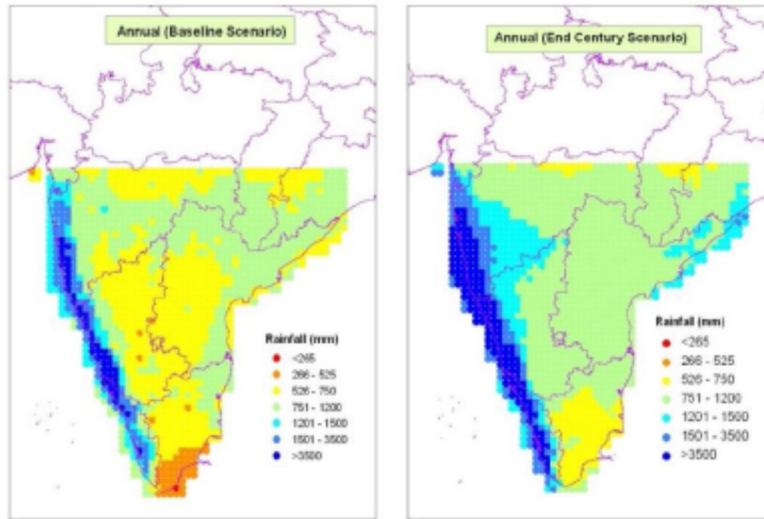 Annual (Baseline Scenario)
Rainfall (mm)
<265
266 - 525
526 - 750
751 - 1200
1201 - 1500
1501 - 3500
>3500
Annual (End Century Scenario)
Rainfall (mm)
<265
266 - 525
526 - 750
751 - 1200
1201 - 1500
1501 - 3500
>3500